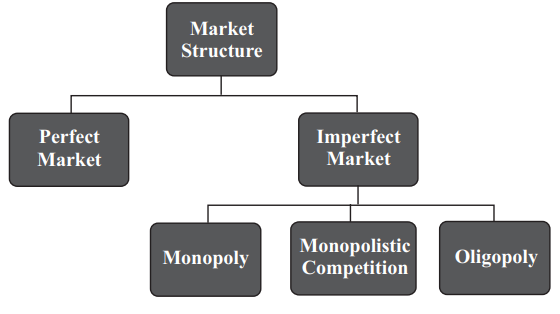 Market
Structure
Perfect
Market
Imperfect
Market
Monopoly
Monopolistic
Competition
Oligopoly